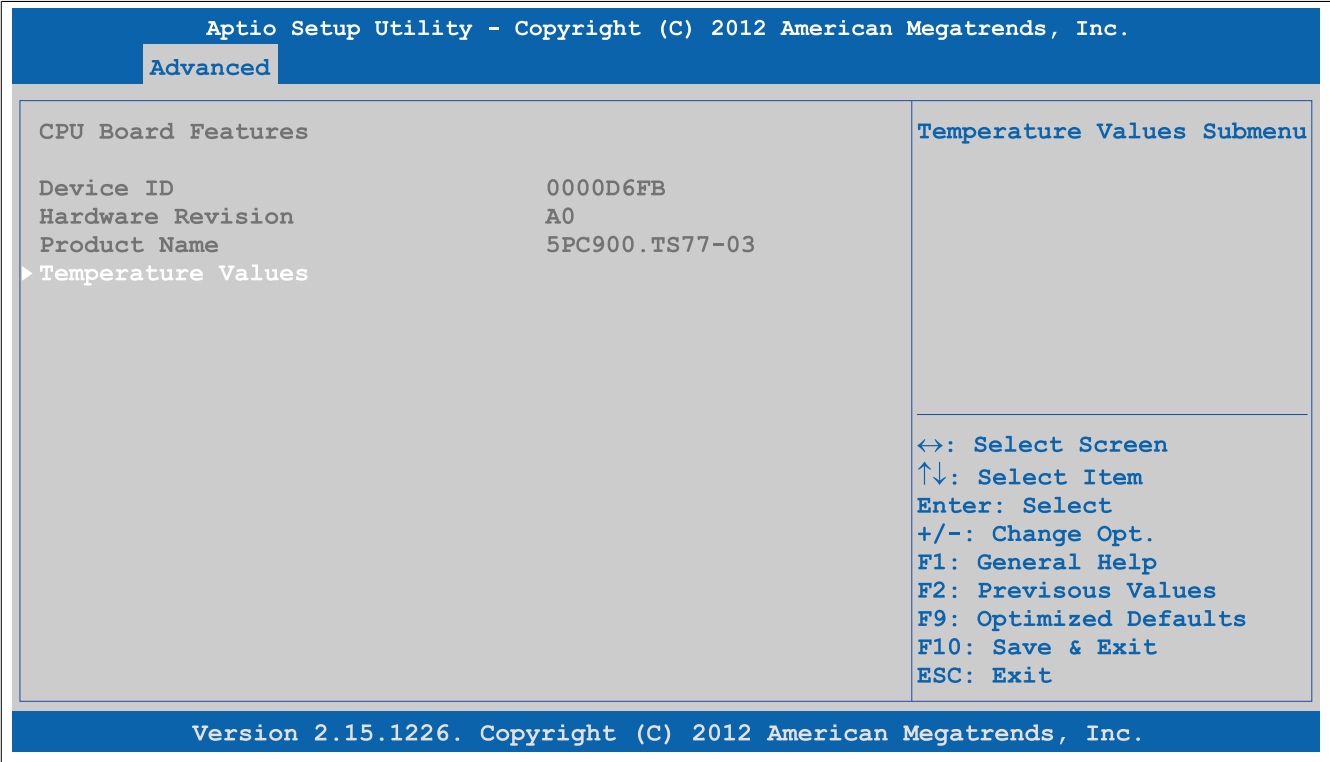 Aptio Setup Utility - Copyright (C) 2012 American Megatrends, Inc.
Advanced
CPU Board Features
Device ID 0000D6FB
Hardware Revision A0
Product Name 5PC900.TS77-03
Temperature Values
Temperature Values Submenu
↔: Select Screen
↑↓: Select Item
Enter: Select
+/-: Change Opt.
F1: General Help
F2: Previsous Values
F9: Optimized Defaults
F10: Save & Exit
ESC: Exit
Version 2.15.1226. Copyright (C) 2012 American Megatrends, Inc.